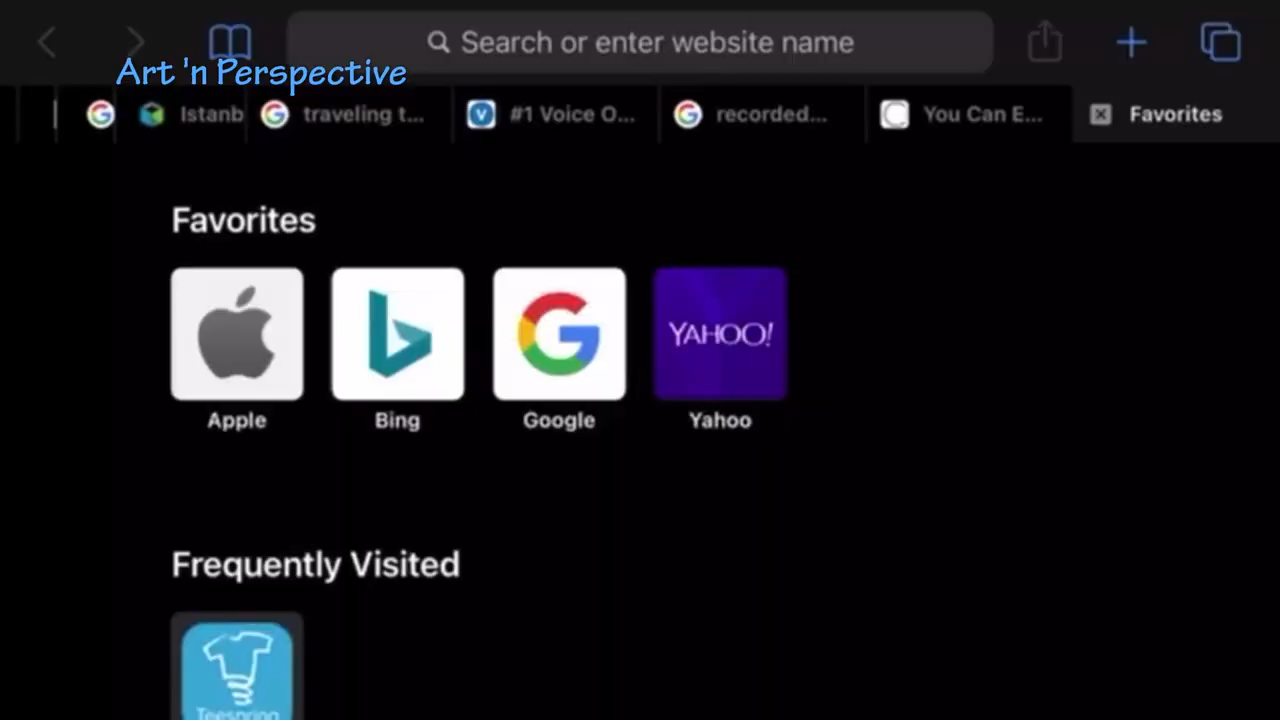 Search or enter website name
Art 'n Perspective
Istanb
traveling t...
#1 Voice O...
recorded...
You Can E...
Favorites
Favorites
YAHOO!
Apple
Bing
Google
Yahoo
Frequently Visited
Teespring